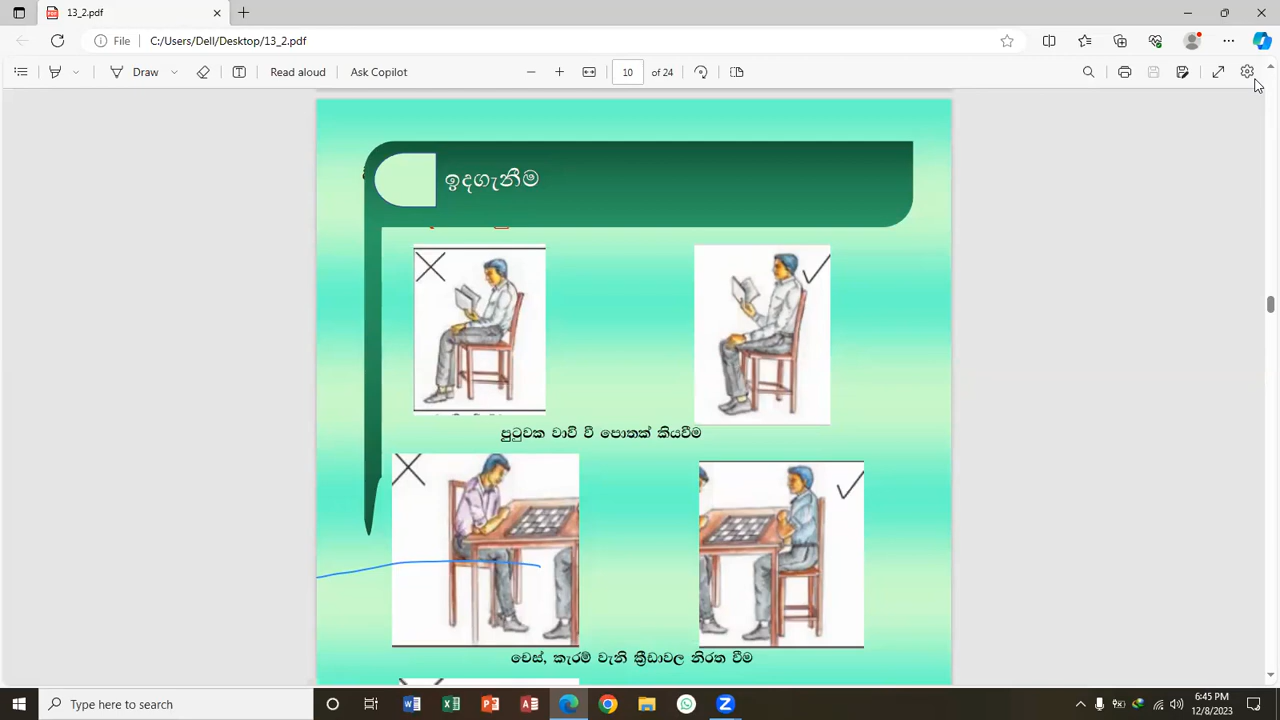 13_2.pdf
File
C:/Users/Dell/Desktop/13_2.pdf
Draw
Read aloud
Ask Copilot
10 of 24
ඉදගැනීම
පුටුවක වාඩි වී පොතක් කියවීම
චෙස්, කැරම් වැනි ක්‍රීඩාවල නිරත වීම
Type here to search
6:45 PM
12/8/2023